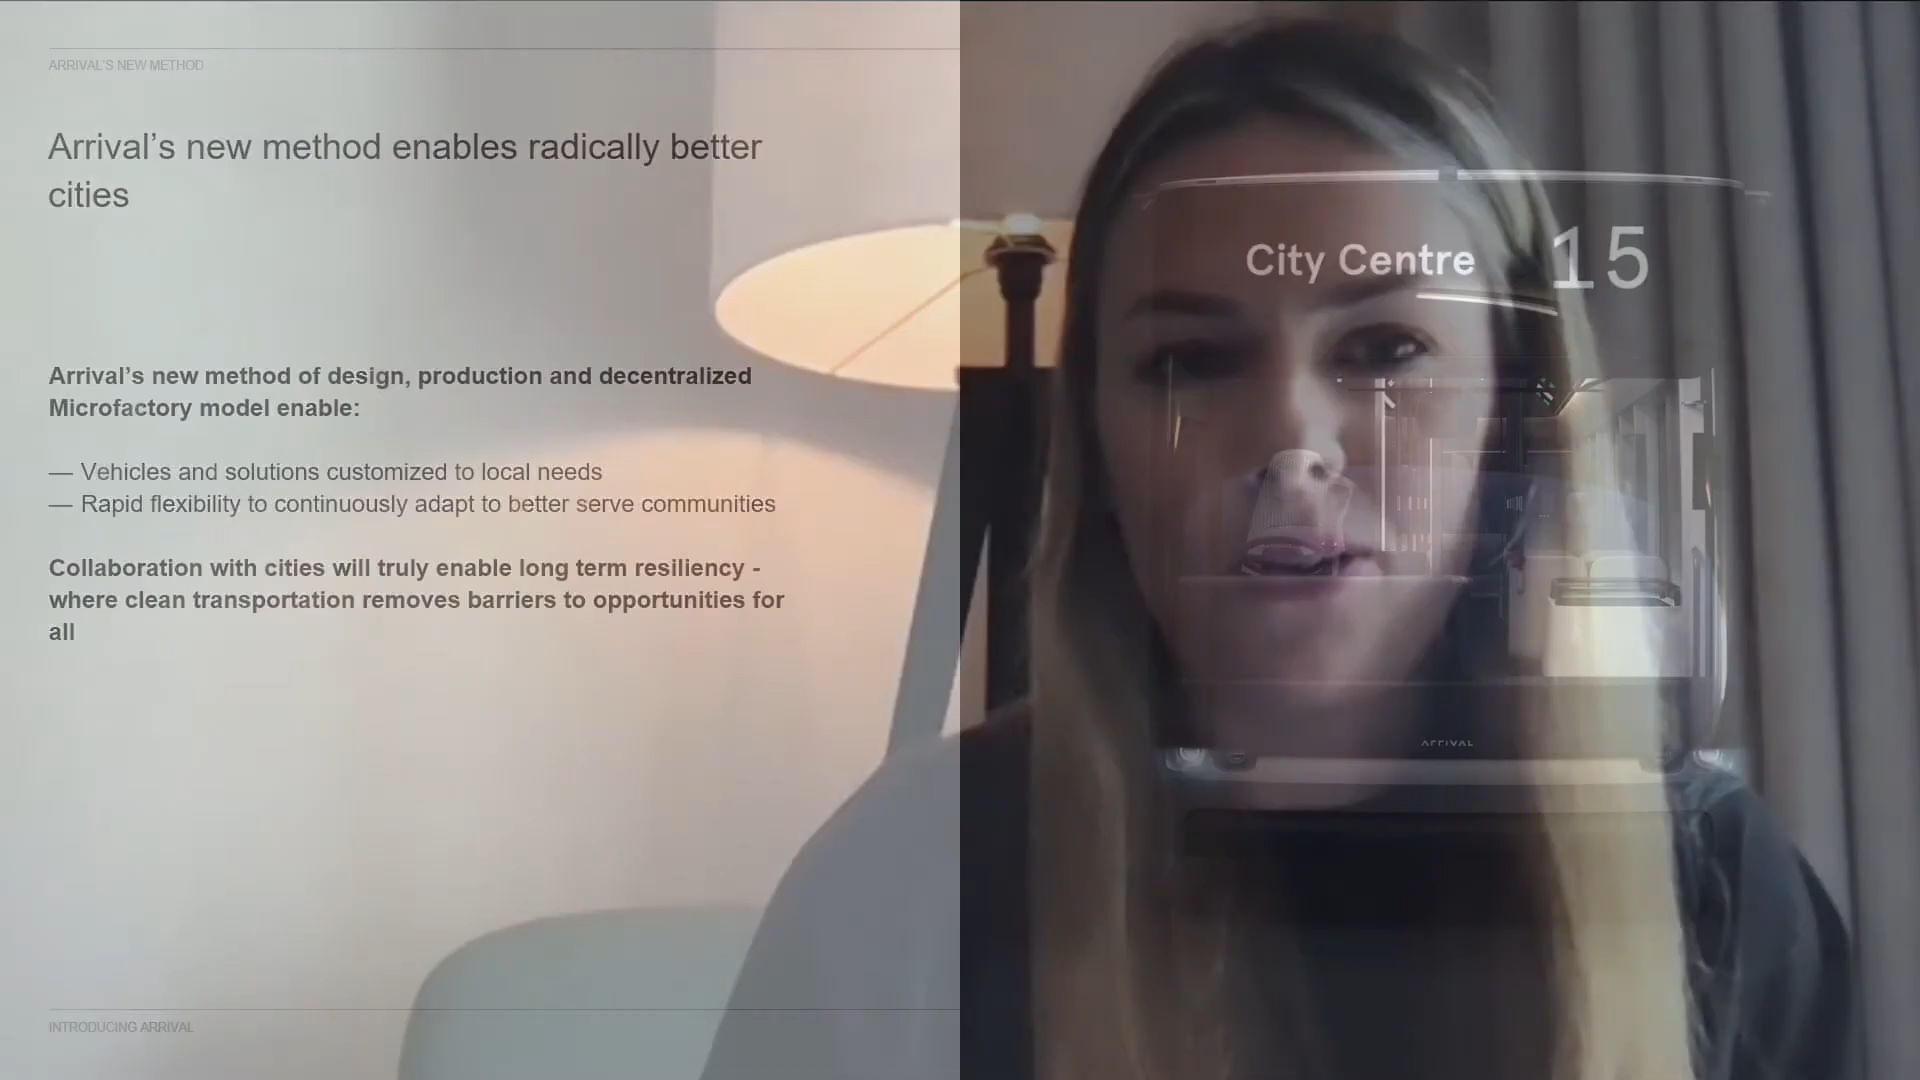 ARRIVAL'S NEW METHOD
Arrival’s new method enables radically better
cities
Arrival’s new method of design, production and decentralized
Microfactory model enable:
— Vehicles and solutions customized to local needs
— Rapid flexibility to continuously adapt to better serve communities
Collaboration with cities will truly enable long term resiliency -
where clean transportation removes barriers to opportunities for
all
INTRODUCING ARRIVAL
City Centre 15
ARRIVAL